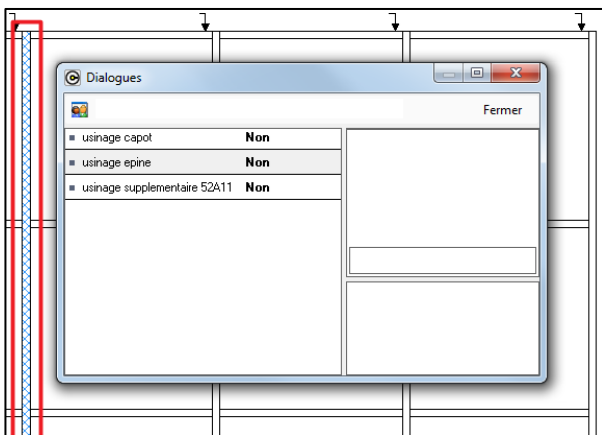 Dialogues
Fermer
usinage capot Non
usinage epine Non
usinage supplementaire 52A11 Non